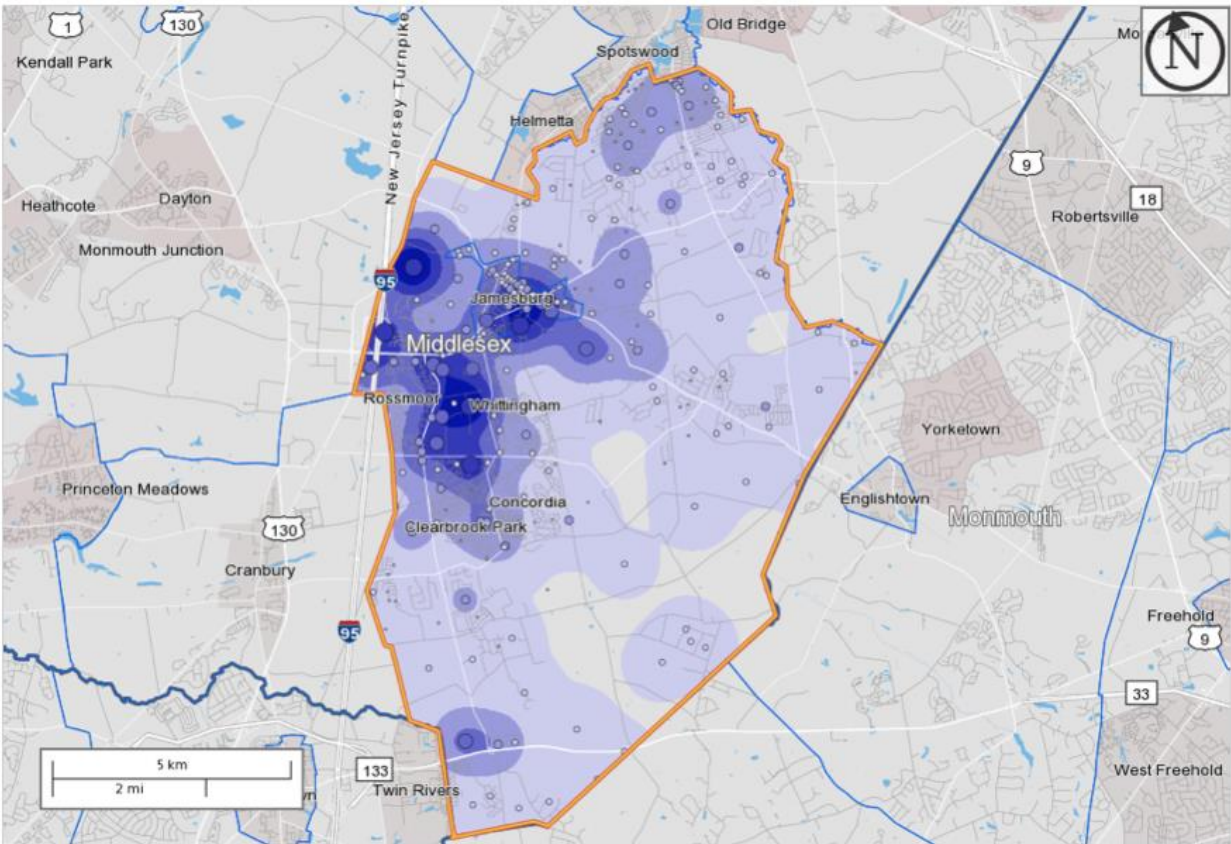 1
130
Old Bridge
Kendall Park
Spotswood
N
New Jersey Turnpike
Helmetta
9
Dayton
18
Heathcote
Robertsville
Monmouth Junction
95
Jamesburg
Middlesex
Rossmoor
Whittingham
Yorketown
Princeton Meadows
Englishtown
Concordia
Monmouth
Clearbrook Park
130
Cranbury
Freehold
95
9
33
5 km
133
West Freehold
2 mi
Twin Rivers